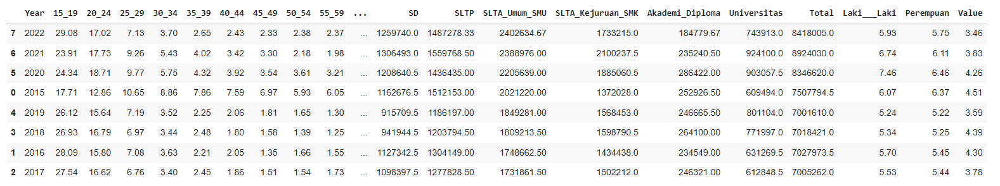 Year 15_19 20_24 25_29 30_34 35_39 40_44 45_49 50_54 55_59 ... SD SLTP SLTA_Umum_SMU SLTA_Kejuruan_SMK Akademi_Diploma Universitas Total Laki___Laki Perempuan Value
7 2022 29.08 17.02 7.13 3.70 2.65 2.43 2.33 2.38 2.37 ... 1259740.0 1487278.33 2402634.67 1733215.0 184779.67 743913.0 8418005.0 5.93 5.75 3.46
6 2021 23.91 17.73 9.26 5.43 4.02 3.42 3.30 2.18 1.98 ... 1306493.0 1559768.50 2388976.00 2100237.5 235240.50 924100.0 8924030.0 6.74 6.11 3.83
5 2020 24.34 18.71 9.77 5.75 4.32 3.92 3.54 3.61 3.21 ... 1208640.5 1436435.00 2205639.00 1885060.5 286422.00 903057.5 8346620.0 7.46 6.46 4.26
0 2015 17.71 12.86 10.65 8.86 7.86 7.59 6.97 5.93 6.05 ... 1162676.5 1512153.00 2021220.00 1372028.0 252926.50 609494.0 7507794.5 6.07 6.37 4.51
4 2019 26.12 15.64 7.19 3.52 2.25 2.06 1.81 1.65 1.30 ... 915709.5 1186197.00 1849281.00 1568453.0 246665.50 801104.0 7001610.0 5.24 5.22 3.59
3 2018 26.93 16.79 6.97 3.44 2.48 1.80 1.58 1.39 1.25 ... 941944.5 1203794.50 1809213.50 1598790.5 264100.00 771997.0 7018421.0 5.34 5.25 4.39
1 2016 28.09 15.80 7.08 3.63 2.21 2.05 1.35 1.66 1.55 ... 1127342.5 1304149.00 1748662.50 1434438.0 234549.00 631269.5 7027973.5 5.70 5.45 4.30
2 2017 27.54 16.62 6.76 3.40 2.45 1.86 1.51 1.54 1.73 ... 1098397.5 1277828.50 1731861.50 1502212.0 246321.00 612848.5 7005262.0 5.53 5.44 3.78